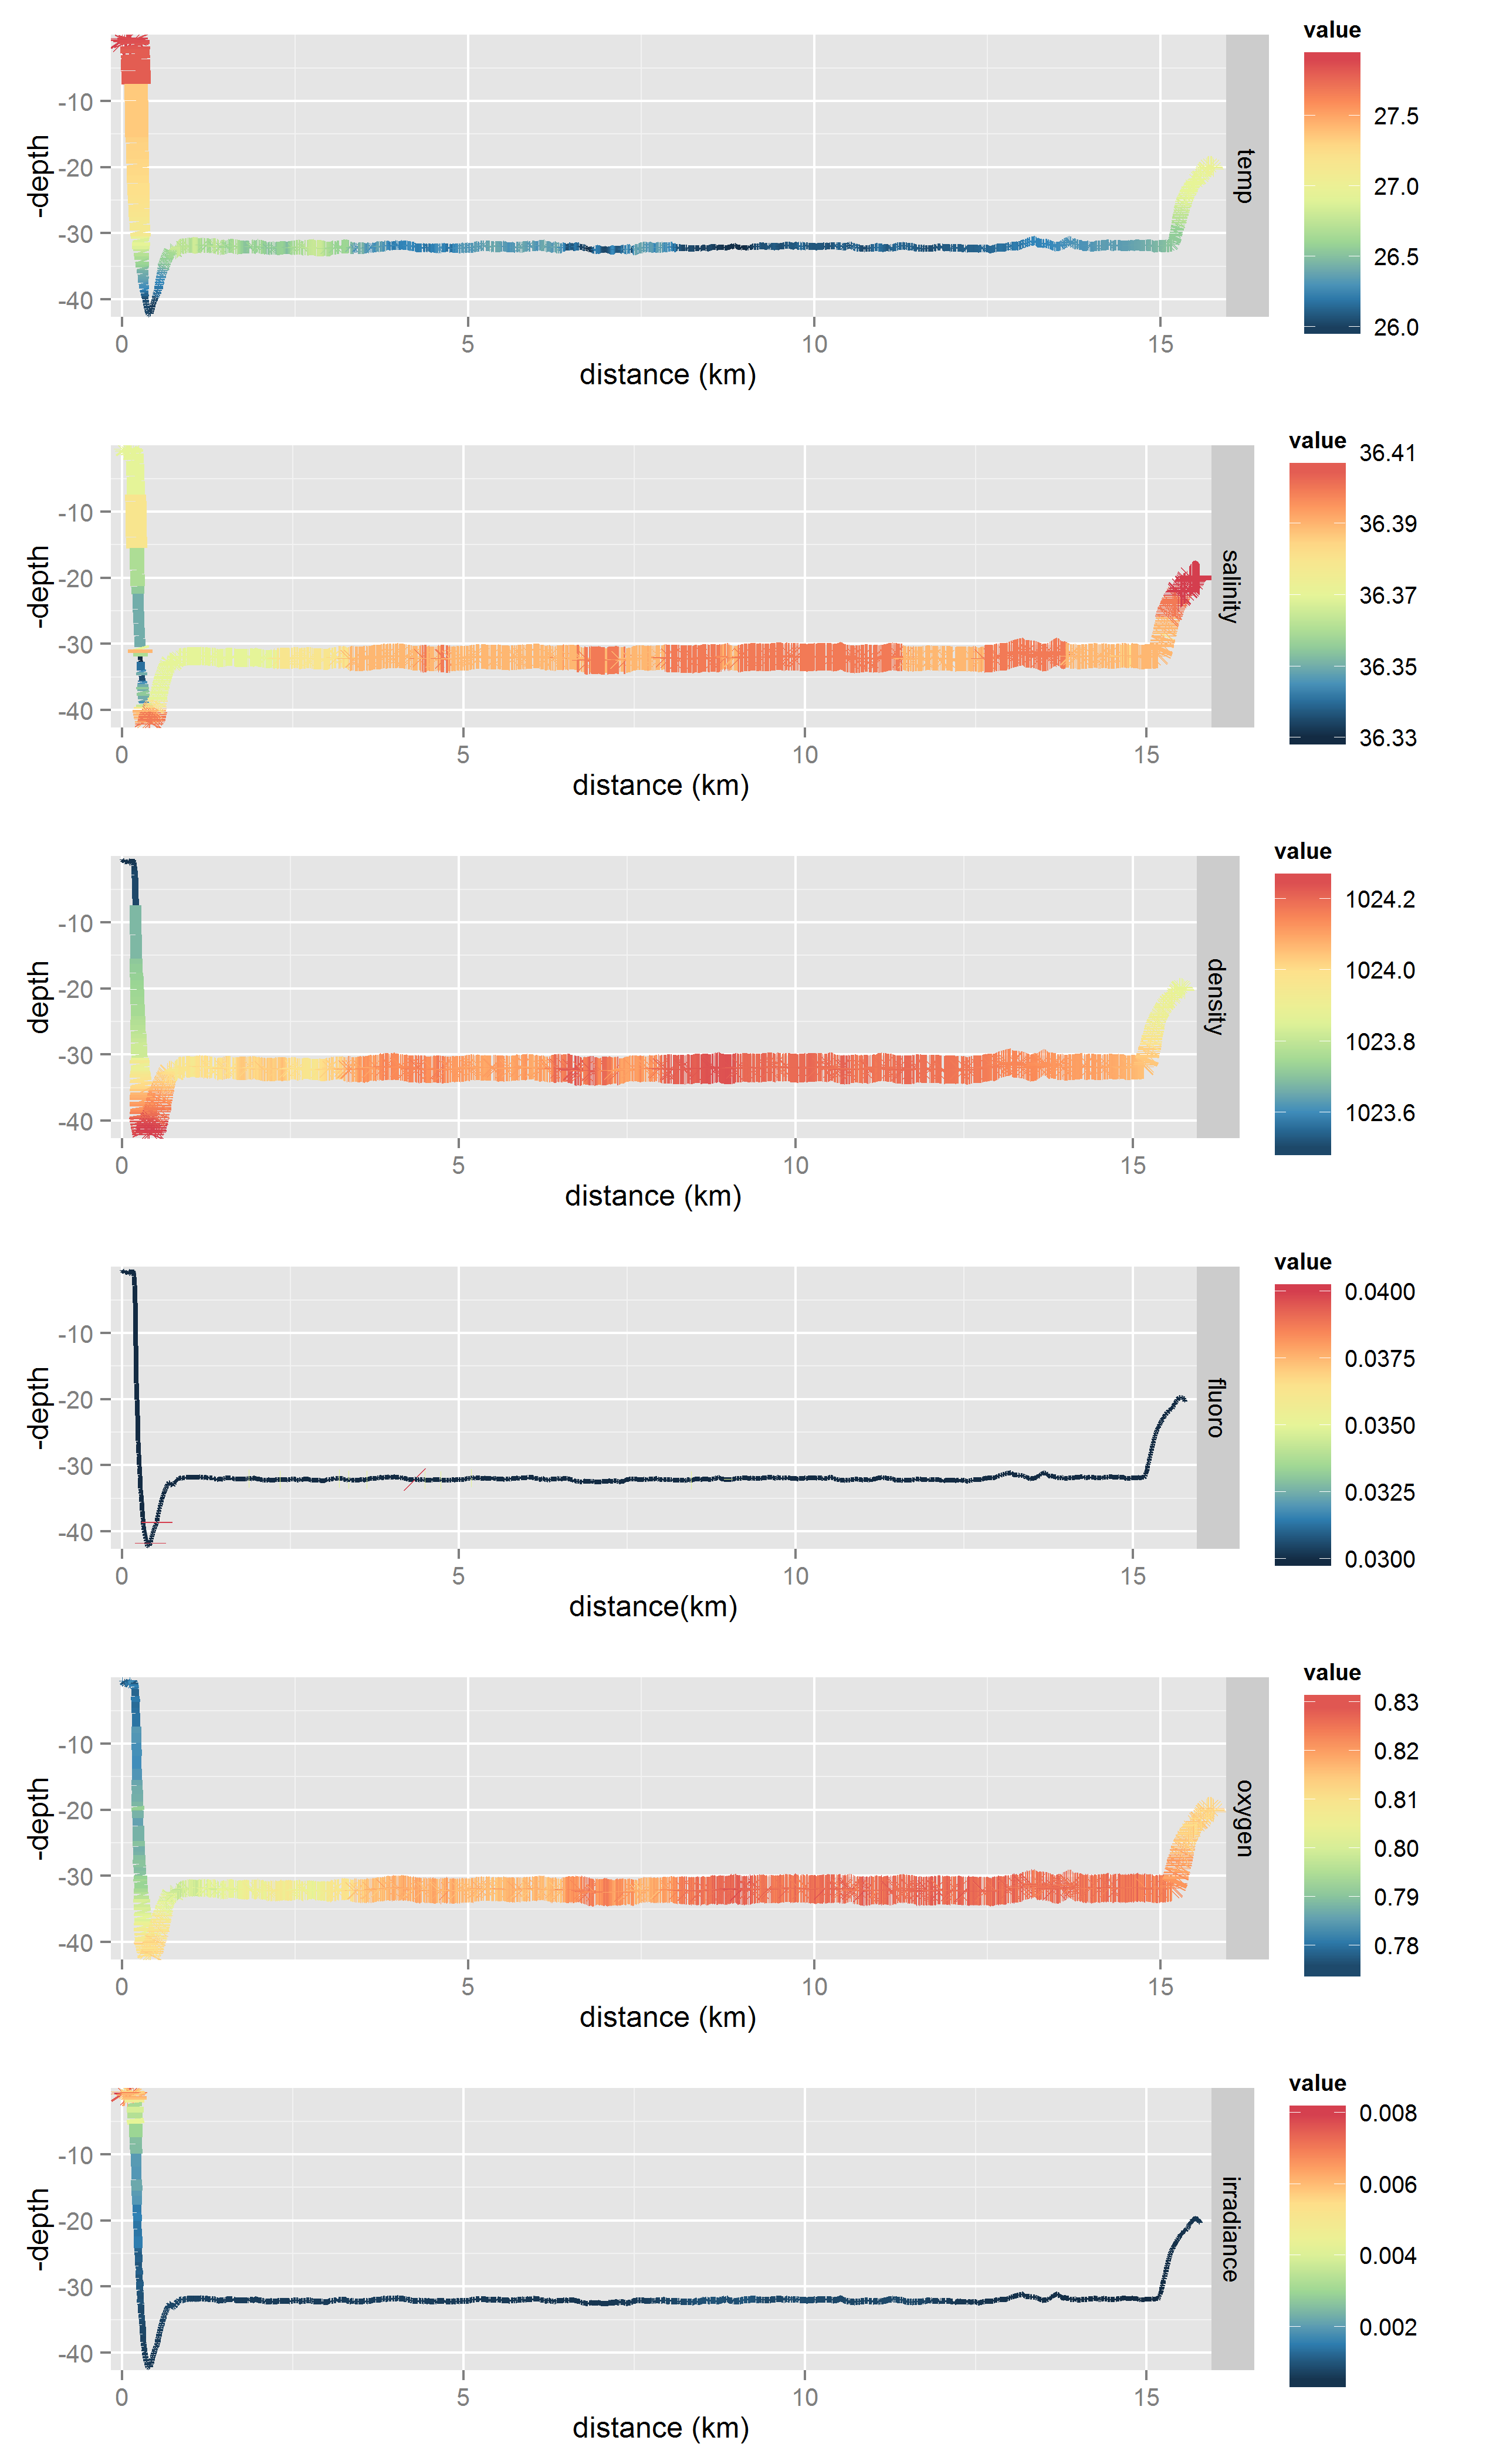 value
-10
-20
-30
-40
-depth
temp
27.5
27.0
26.5
26.0
0 5 10 15
distance (km)
value
-10
-20
-30
-40
-depth
salinity
36.41
36.39
36.37
36.35
36.33
0 5 10 15
distance (km)
value
-10
-20
-30
-40
depth
density
1024.2
1024.0
1023.8
1023.6
0 5 10 15
distance (km)
value
-10
-20
-30
-40
-depth
fluoro
0.0400
0.0375
0.0350
0.0325
0.0300
0 5 10 15
distance(km)
value
-10
-20
-30
-40
-depth
oxygen
0.83
0.82
0.81
0.80
0.79
0.78
0 5 10 15
distance (km)
value
-10
-20
-30
-40
-depth
irradiance
0.008
0.006
0.004
0.002
0 5 10 15
distance (km)